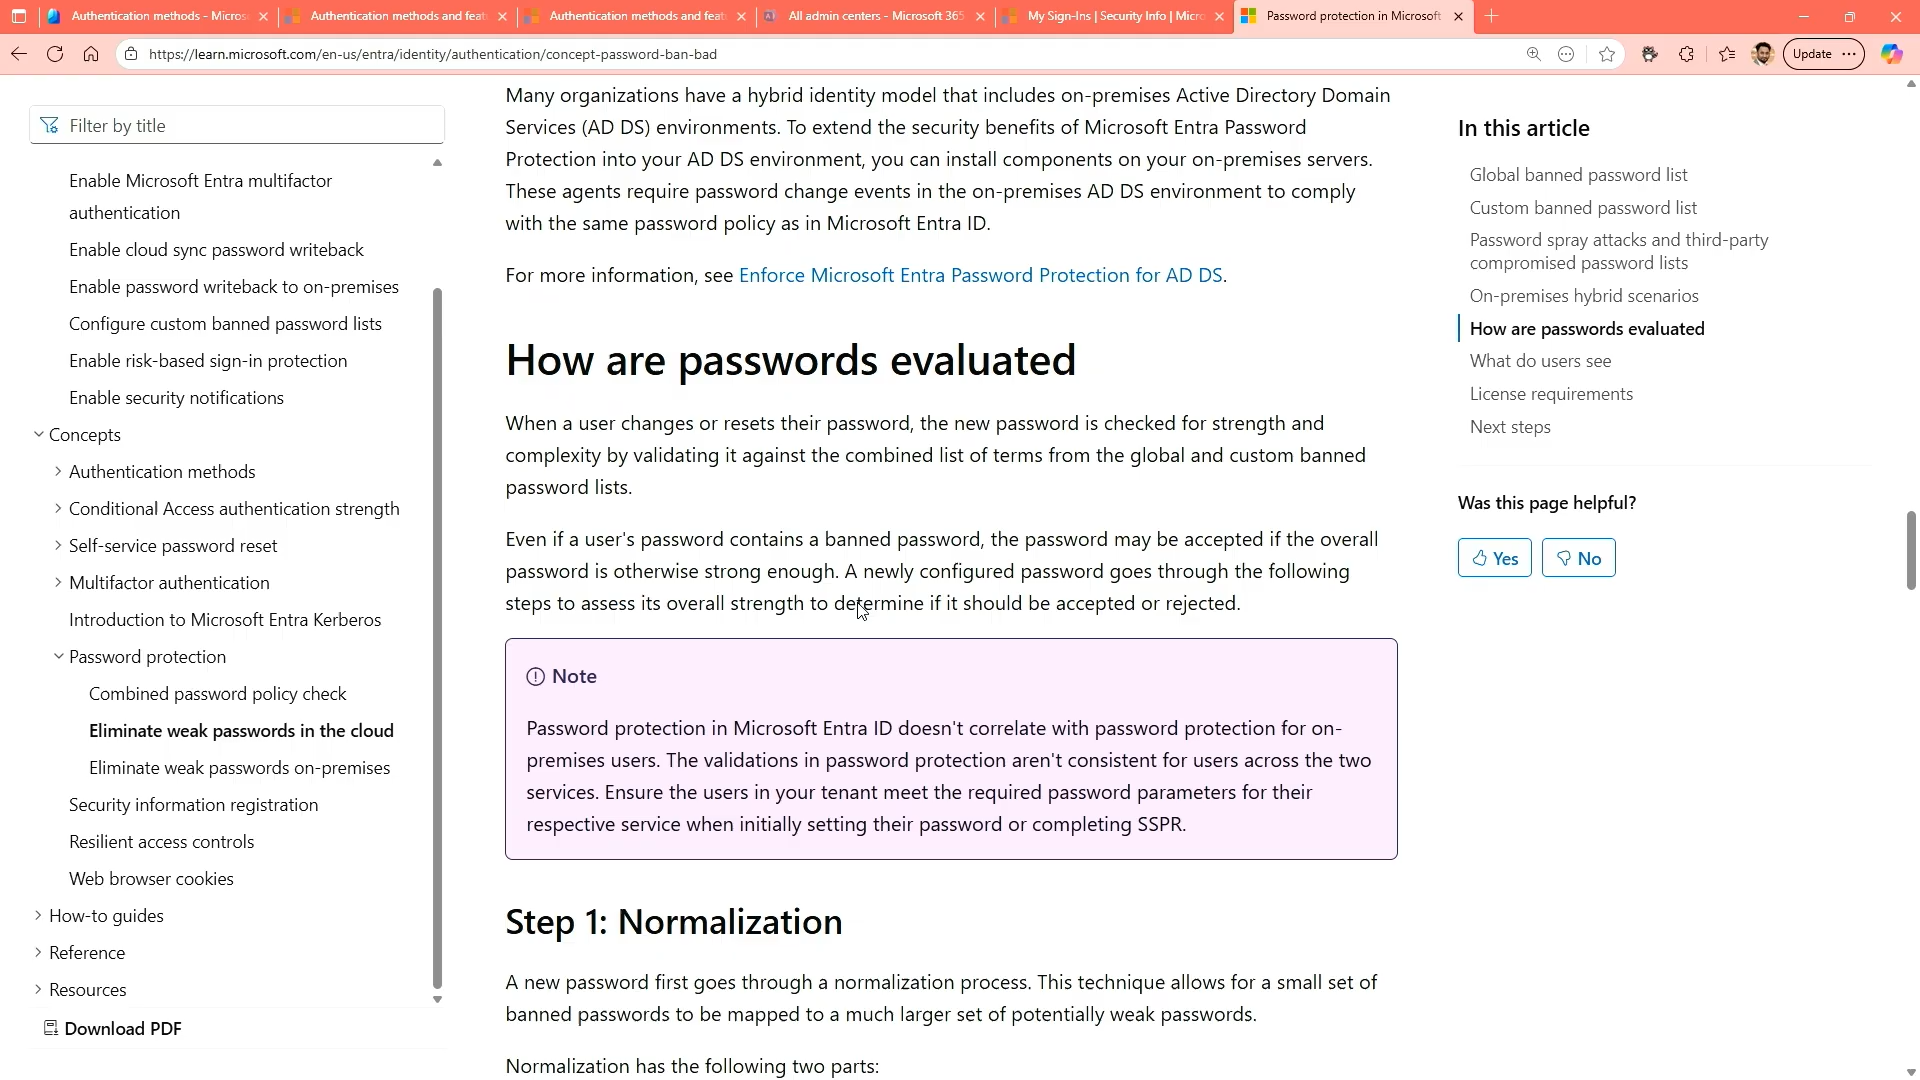 Authentication methods - Micros
Authentication methods and feat
Authentication methods and feat
All admin centers - Microsoft 365
My Sign-Ins | Security Info | Micro
Password protection in Microsoft
https://learn.microsoft.com/en-us/entra/identity/authentication/concept-password-ban-bad
Update
Filter by title
Enable Microsoft Entra multifactor
authentication
Enable cloud sync password writeback
Enable password writeback to on-premises
Configure custom banned password lists
Enable risk-based sign-in protection
Enable security notifications
Concepts
Authentication methods
Conditional Access authentication strength
Self-service password reset
Multifactor authentication
Introduction to Microsoft Entra Kerberos
Password protection
Combined password policy check
Eliminate weak passwords in the cloud
Eliminate weak passwords on-premises
Security information registration
Resilient access controls
Web browser cookies
How-to guides
Reference
Resources
Download PDF
Many organizations have a hybrid identity model that includes on-premises Active Directory Domain
Services (AD DS) environments. To extend the security benefits of Microsoft Entra Password
Protection into your AD DS environment, you can install components on your on-premises servers.
These agents require password change events in the on-premises AD DS environment to comply
with the same password policy as in Microsoft Entra ID.
For more information, see Enforce Microsoft Entra Password Protection for AD DS.
How are passwords evaluated
When a user changes or resets their password, the new password is checked for strength and
complexity by validating it against the combined list of terms from the global and custom banned
password lists.
Even if a user's password contains a banned password, the password may be accepted if the overall
password is otherwise strong enough. A newly configured password goes through the following
steps to assess its overall strength to determine if it should be accepted or rejected.
Note
Password protection in Microsoft Entra ID doesn't correlate with password protection for on-
premises users. The validations in password protection aren't consistent for users across the two
services. Ensure the users in your tenant meet the required password parameters for their
respective service when initially setting their password or completing SSPR.
Step 1: Normalization
A new password first goes through a normalization process. This technique allows for a small set of
banned passwords to be mapped to a much larger set of potentially weak passwords.
Normalization has the following two parts:
In this article
Global banned password list
Custom banned password list
Password spray attacks and third-party
compromised password lists
On-premises hybrid scenarios
How are passwords evaluated
What do users see
License requirements
Next steps
Was this page helpful?
Yes
No